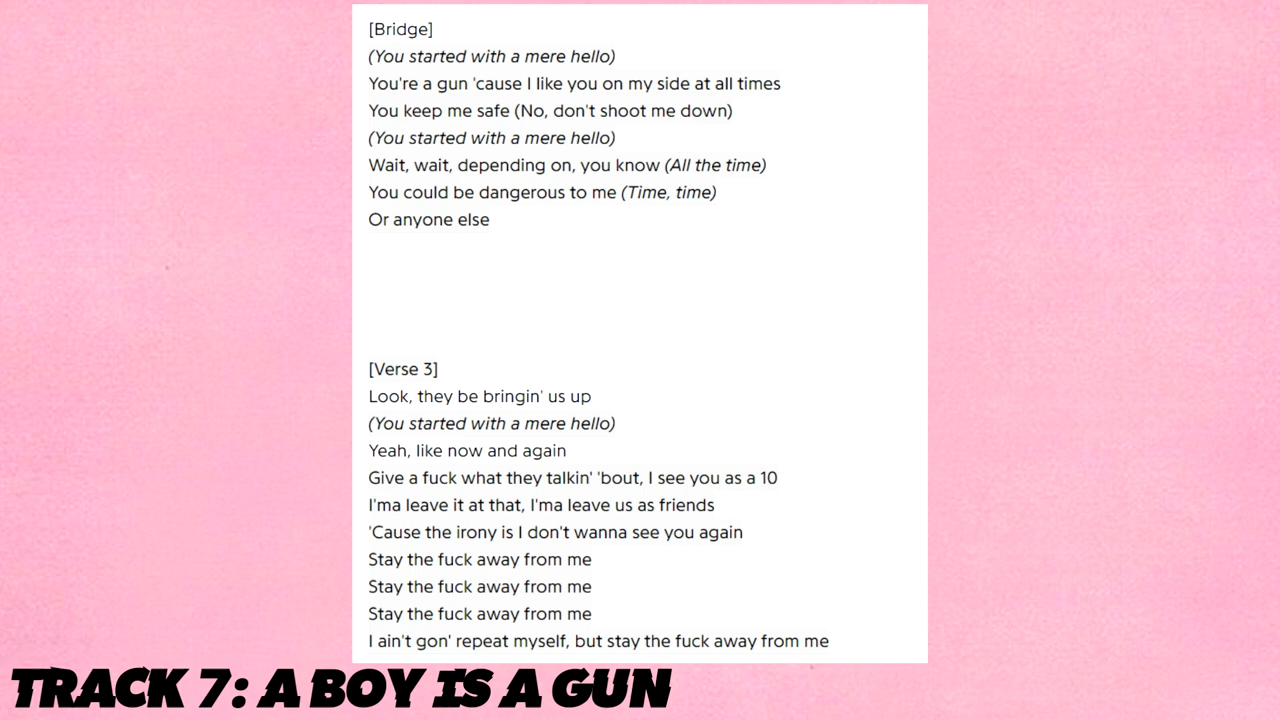 [Bridge]
(You started with a mere hello)
You're a gun 'cause I like you on my side at all times
You keep me safe (No, don't shoot me down)
(You started with a mere hello)
Wait, wait, depending on, you know (All the time)
You could be dangerous to me (Time, time)
Or anyone else
[Verse 3]
Look, they be bringin' us up
(You started with a mere hello)
Yeah, like now and again
Give a fuck what they talkin' 'bout, I see you as a 10
I'ma leave it at that, I'ma leave us as friends
'Cause the irony is I don't wanna see you again
Stay the fuck away from me
Stay the fuck away from me
Stay the fuck away from me
I ain't gon' repeat myself, but stay the fuck away from me
TRACK 7: A BOY IS A GUN